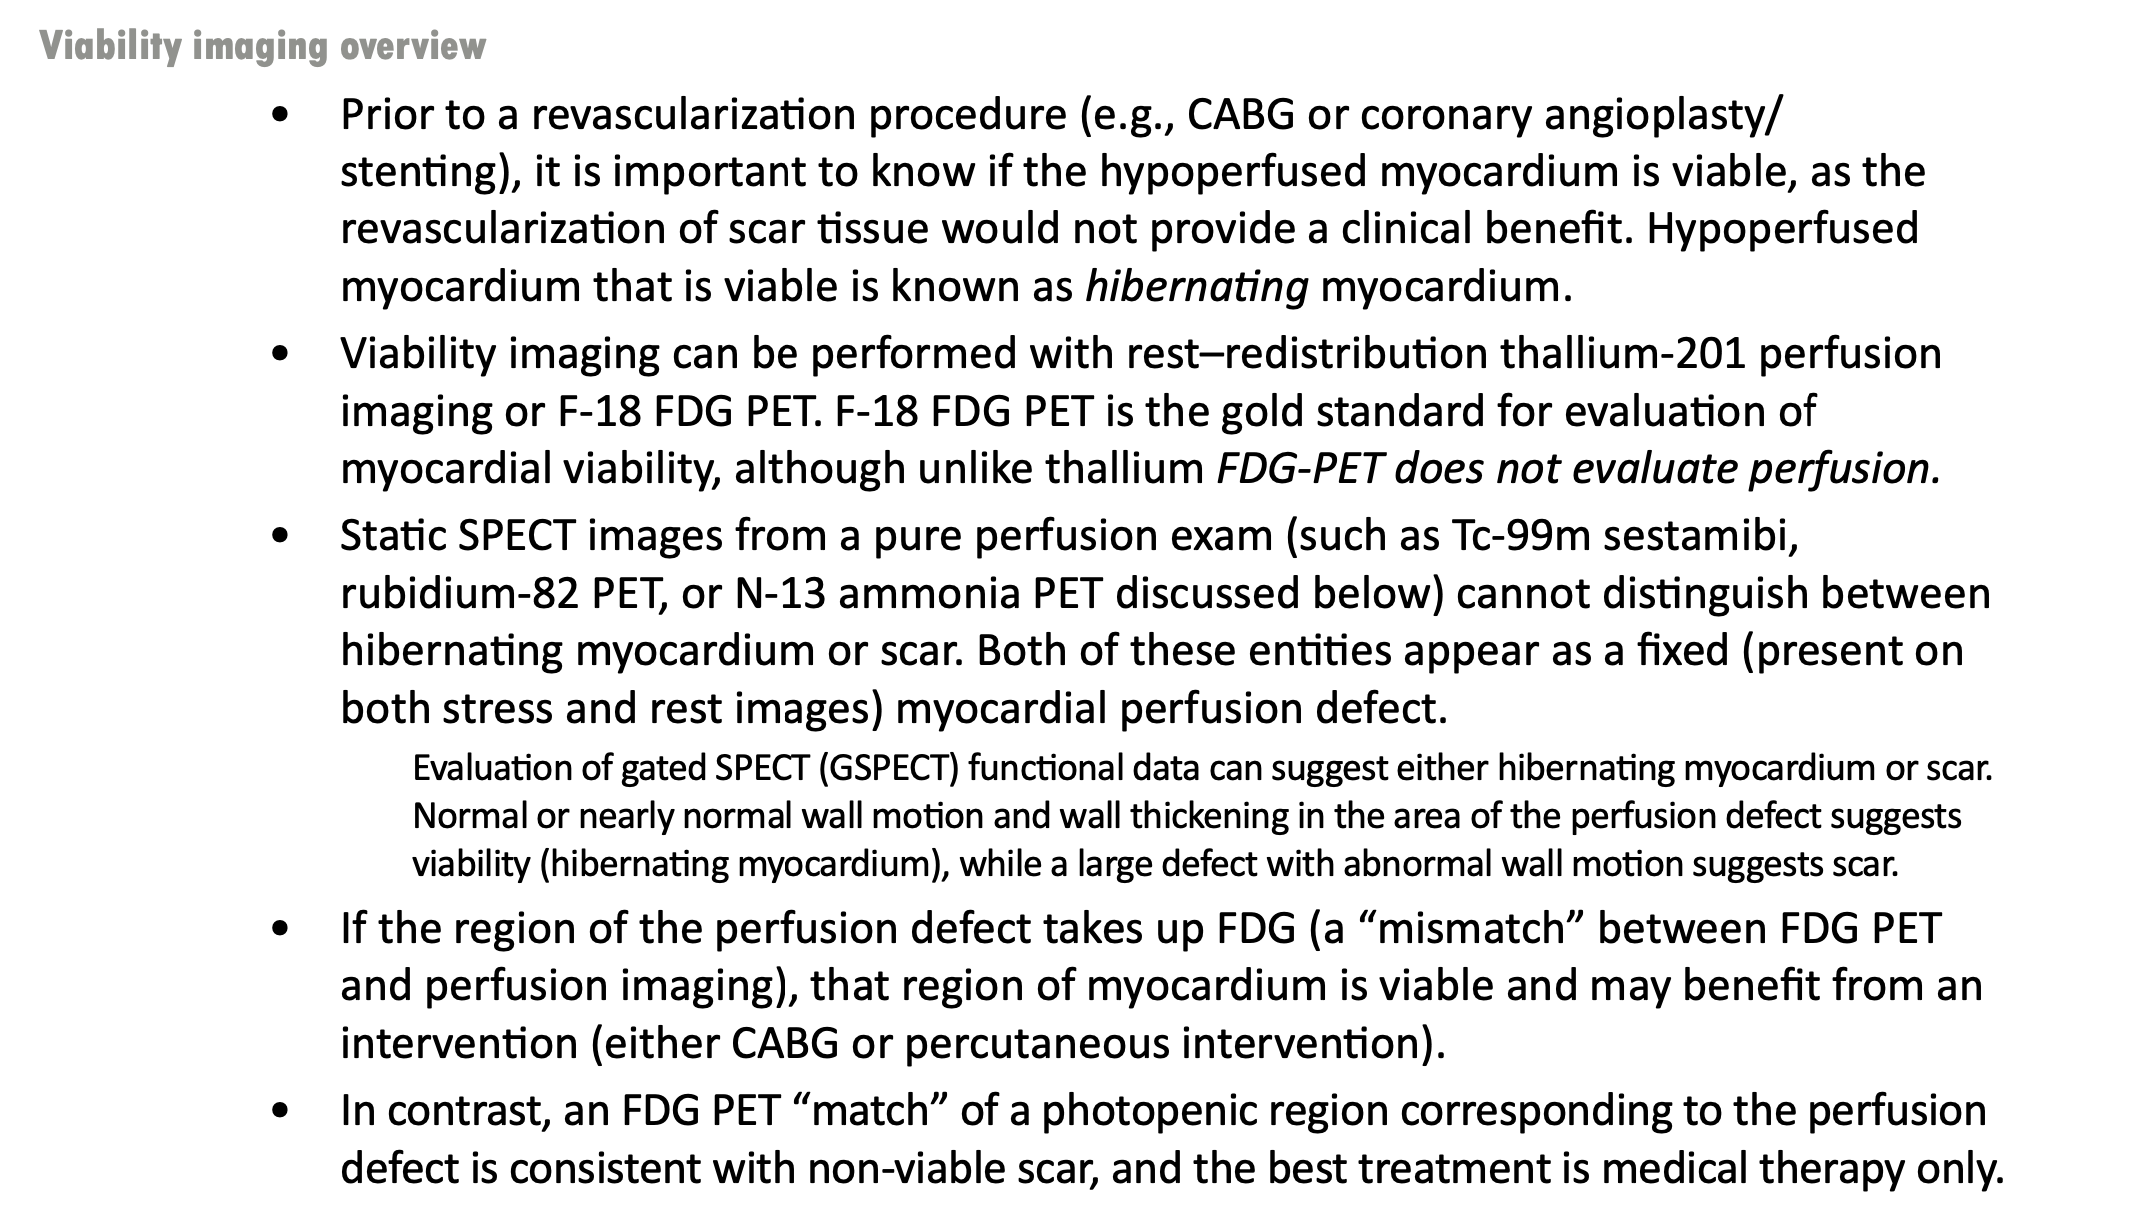 Viability imaging overview
• Prior to a revascularization procedure (e.g., CABG or coronary angioplasty/
stenting), it is important to know if the hypoperfused myocardium is viable, as the
revascularization of scar tissue would not provide a clinical benefit. Hypoperfused
myocardium that is viable is known as hibernating myocardium.
• Viability imaging can be performed with rest–redistribution thallium-201 perfusion
imaging or F-18 FDG PET. F-18 FDG PET is the gold standard for evaluation of
myocardial viability, although unlike thallium FDG-PET does not evaluate perfusion.
• Static SPECT images from a pure perfusion exam (such as Tc-99m sestamibi,
rubidium-82 PET, or N-13 ammonia PET discussed below) cannot distinguish between
hibernating myocardium or scar. Both of these entities appear as a fixed (present on
both stress and rest images) myocardial perfusion defect.
Evaluation of gated SPECT (GSPECT) functional data can suggest either hibernating myocardium or scar.
Normal or nearly normal wall motion and wall thickening in the area of the perfusion defect suggests
viability (hibernating myocardium), while a large defect with abnormal wall motion suggests scar.
• If the region of the perfusion defect takes up FDG (a “mismatch” between FDG PET
and perfusion imaging), that region of myocardium is viable and may benefit from an
intervention (either CABG or percutaneous intervention).
• In contrast, an FDG PET “match” of a photopenic region corresponding to the perfusion
defect is consistent with non-viable scar, and the best treatment is medical therapy only.